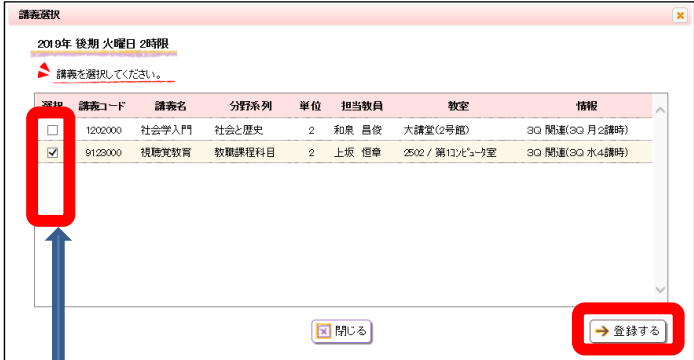 講義選択
2019年 後期 火曜日 2時限
講義を選択してください。
選択 講義コード 講義名 分野系列 単位 担当教員 教室 情報
1202000 社会学入門 社会と歴史 2 和泉 昌俊 大講堂(2号館) 3Q 関連(3Q 月2講時)
9123000 視聴覚教育 教職課程科目 2 上坂 恒章 2502 / 第1コンピュータ室 3Q 関連(3Q 水4講時)
閉じる 登録する